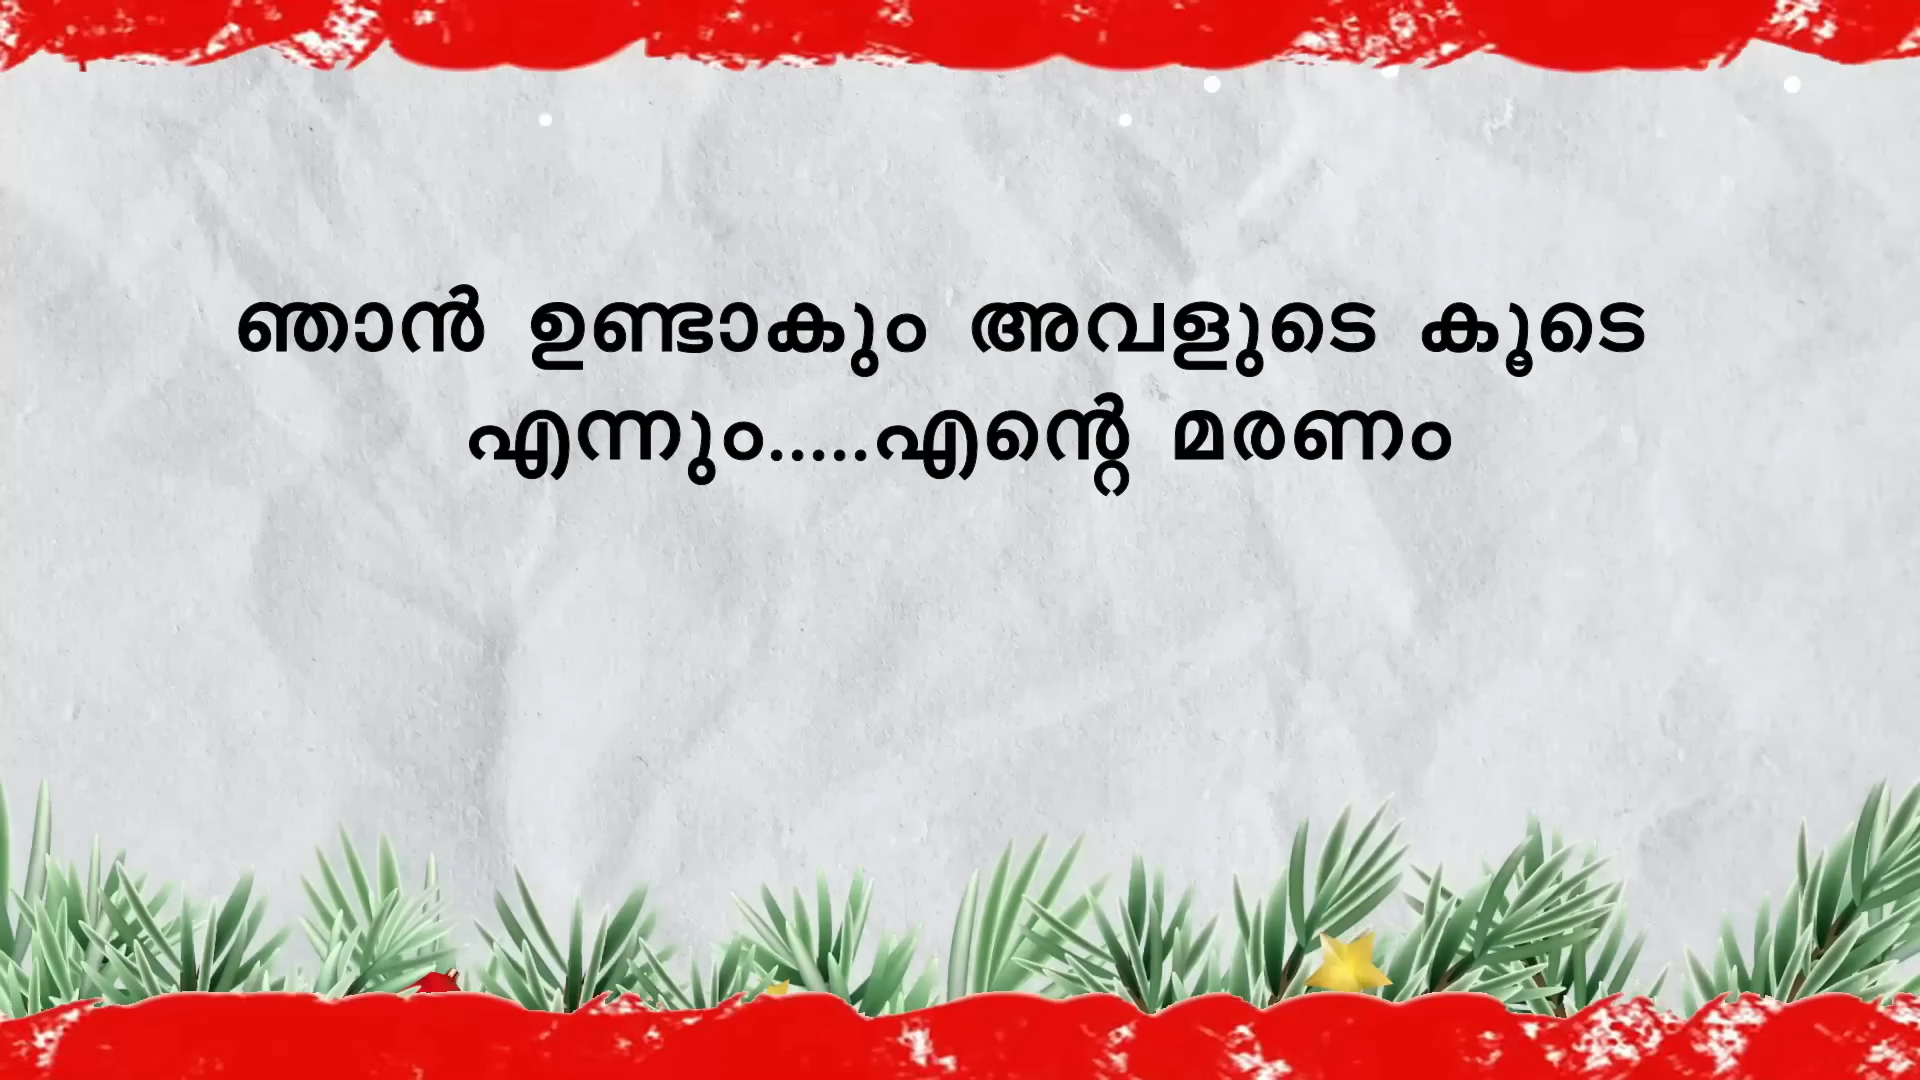 ഞാൻ ഉണ്ടാകും അവളുടെ കൂടെ
എന്നും.....എന്റെ മരണം